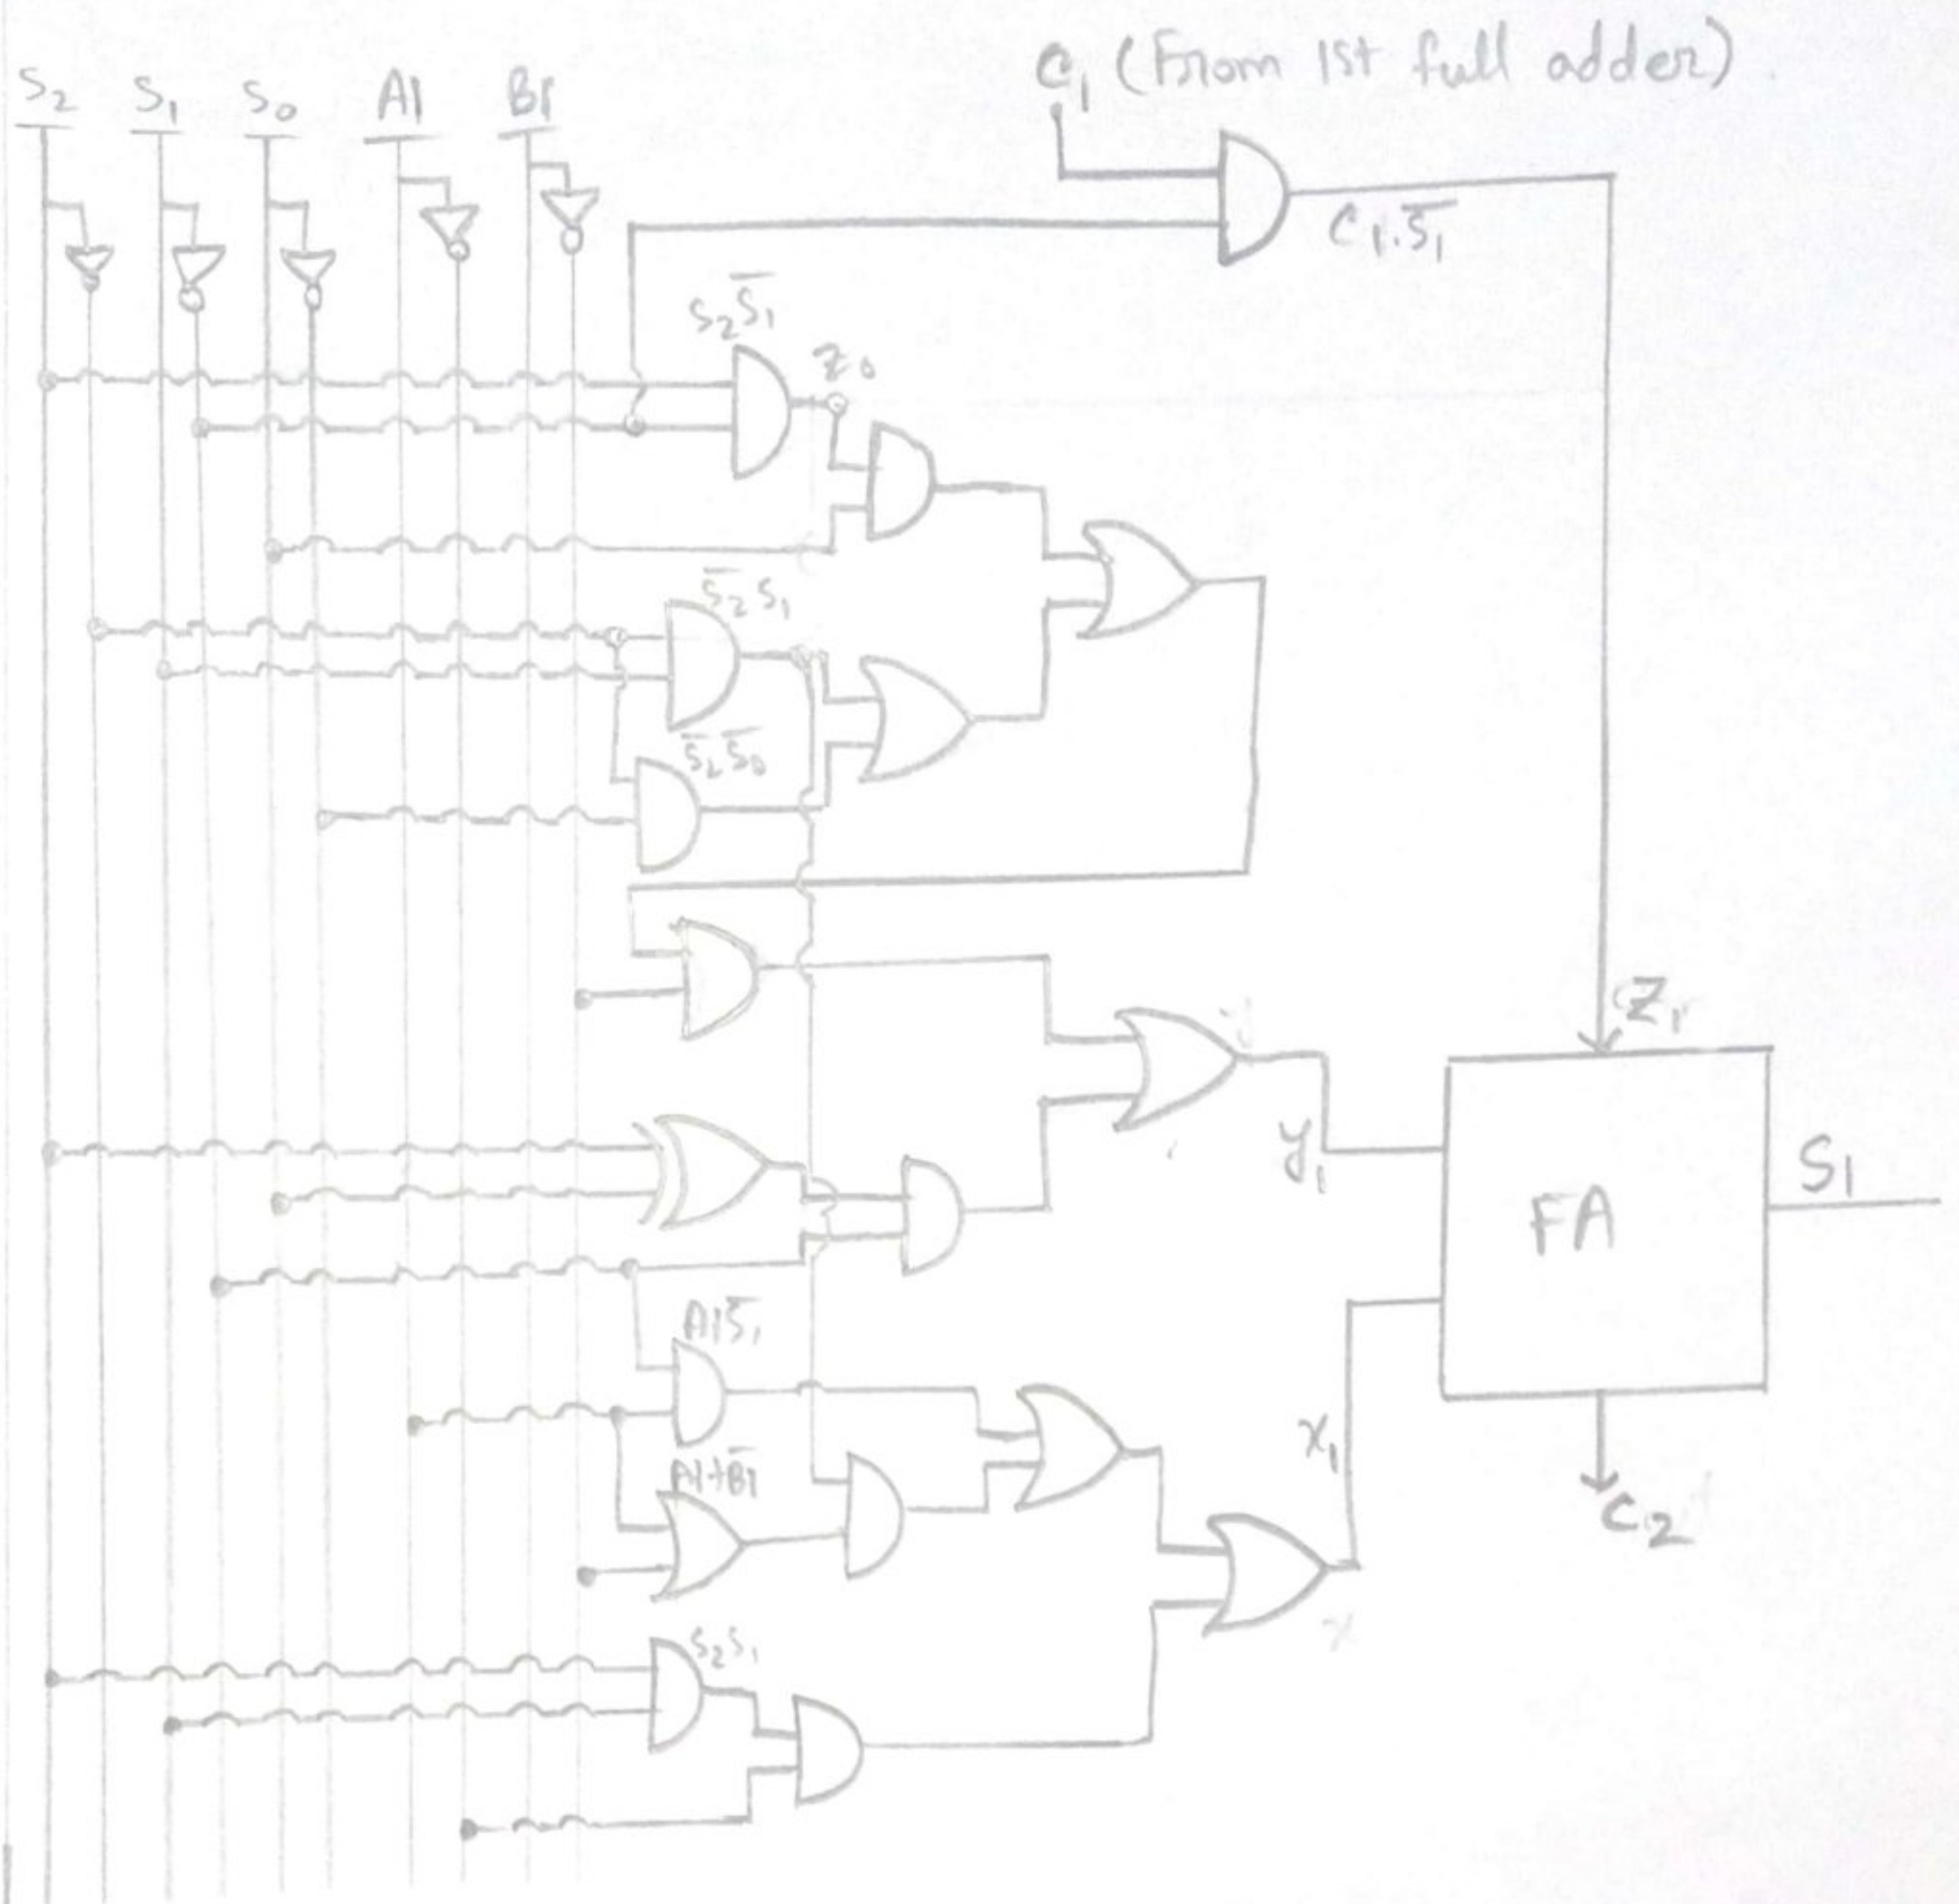 C₁ (From 1st full adder)
S₂ S₁ S₀ A1 B1
C₁.S̅₁
S₂S̅₁
Z₀
S̅₂S₁
S̅₂S̅₀
Z₁
y₁
FA
S₁
A1S̅₁
x₁
A1+B̅1̅
C₂
S₂S₁